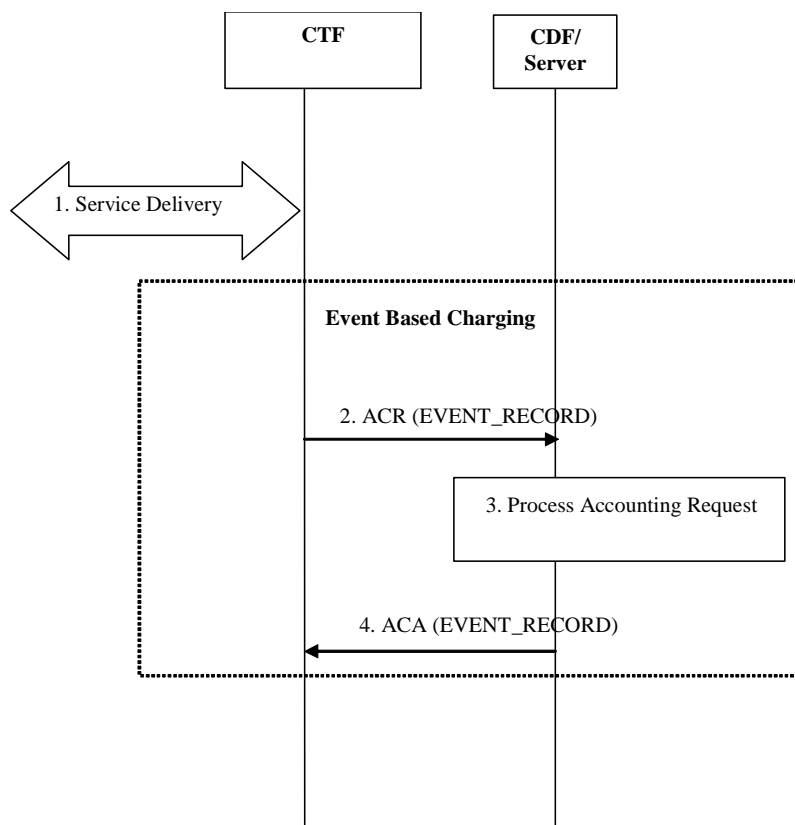 CTF
CDF/
Server
1. Service Delivery
Event Based Charging
2. ACR (EVENT_RECORD)
3. Process Accounting Request
4. ACA (EVENT_RECORD)